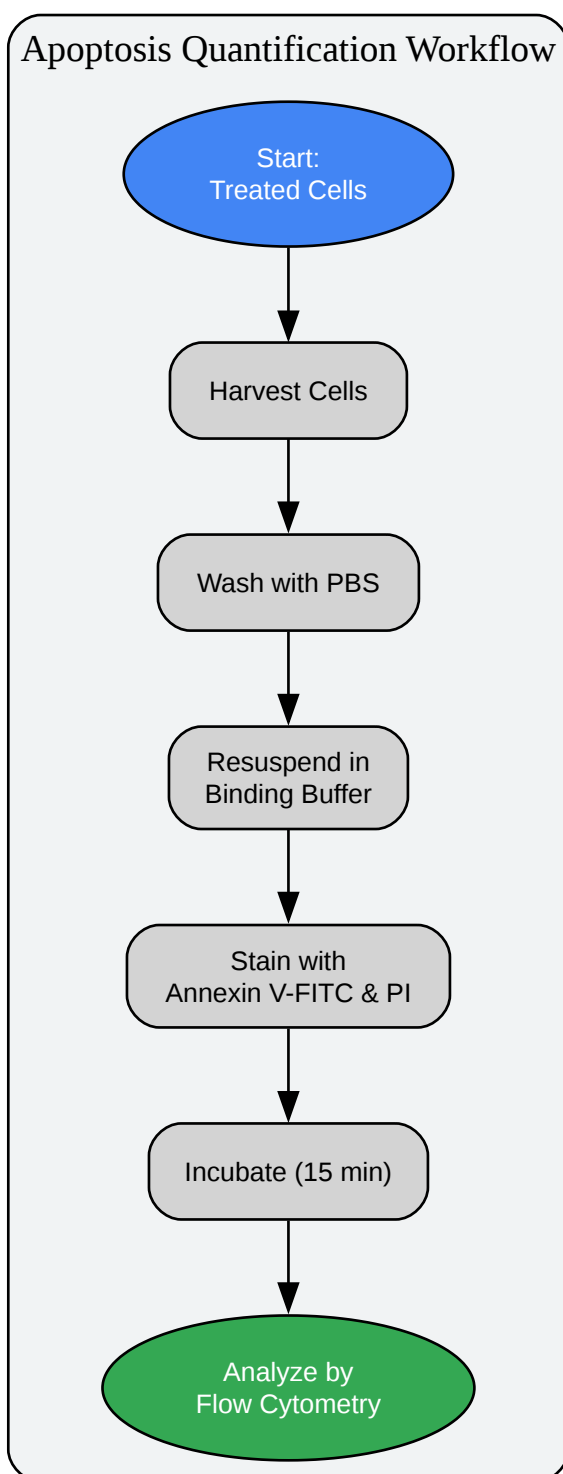 Apoptosis Quantification Workflow
Start:
Treated Cells
Harvest Cells
Wash with PBS
Resuspend in
Binding Buffer
Stain with
Annexin V-FITC & PI
Incubate (15 min)
Analyze by
Flow Cytometry